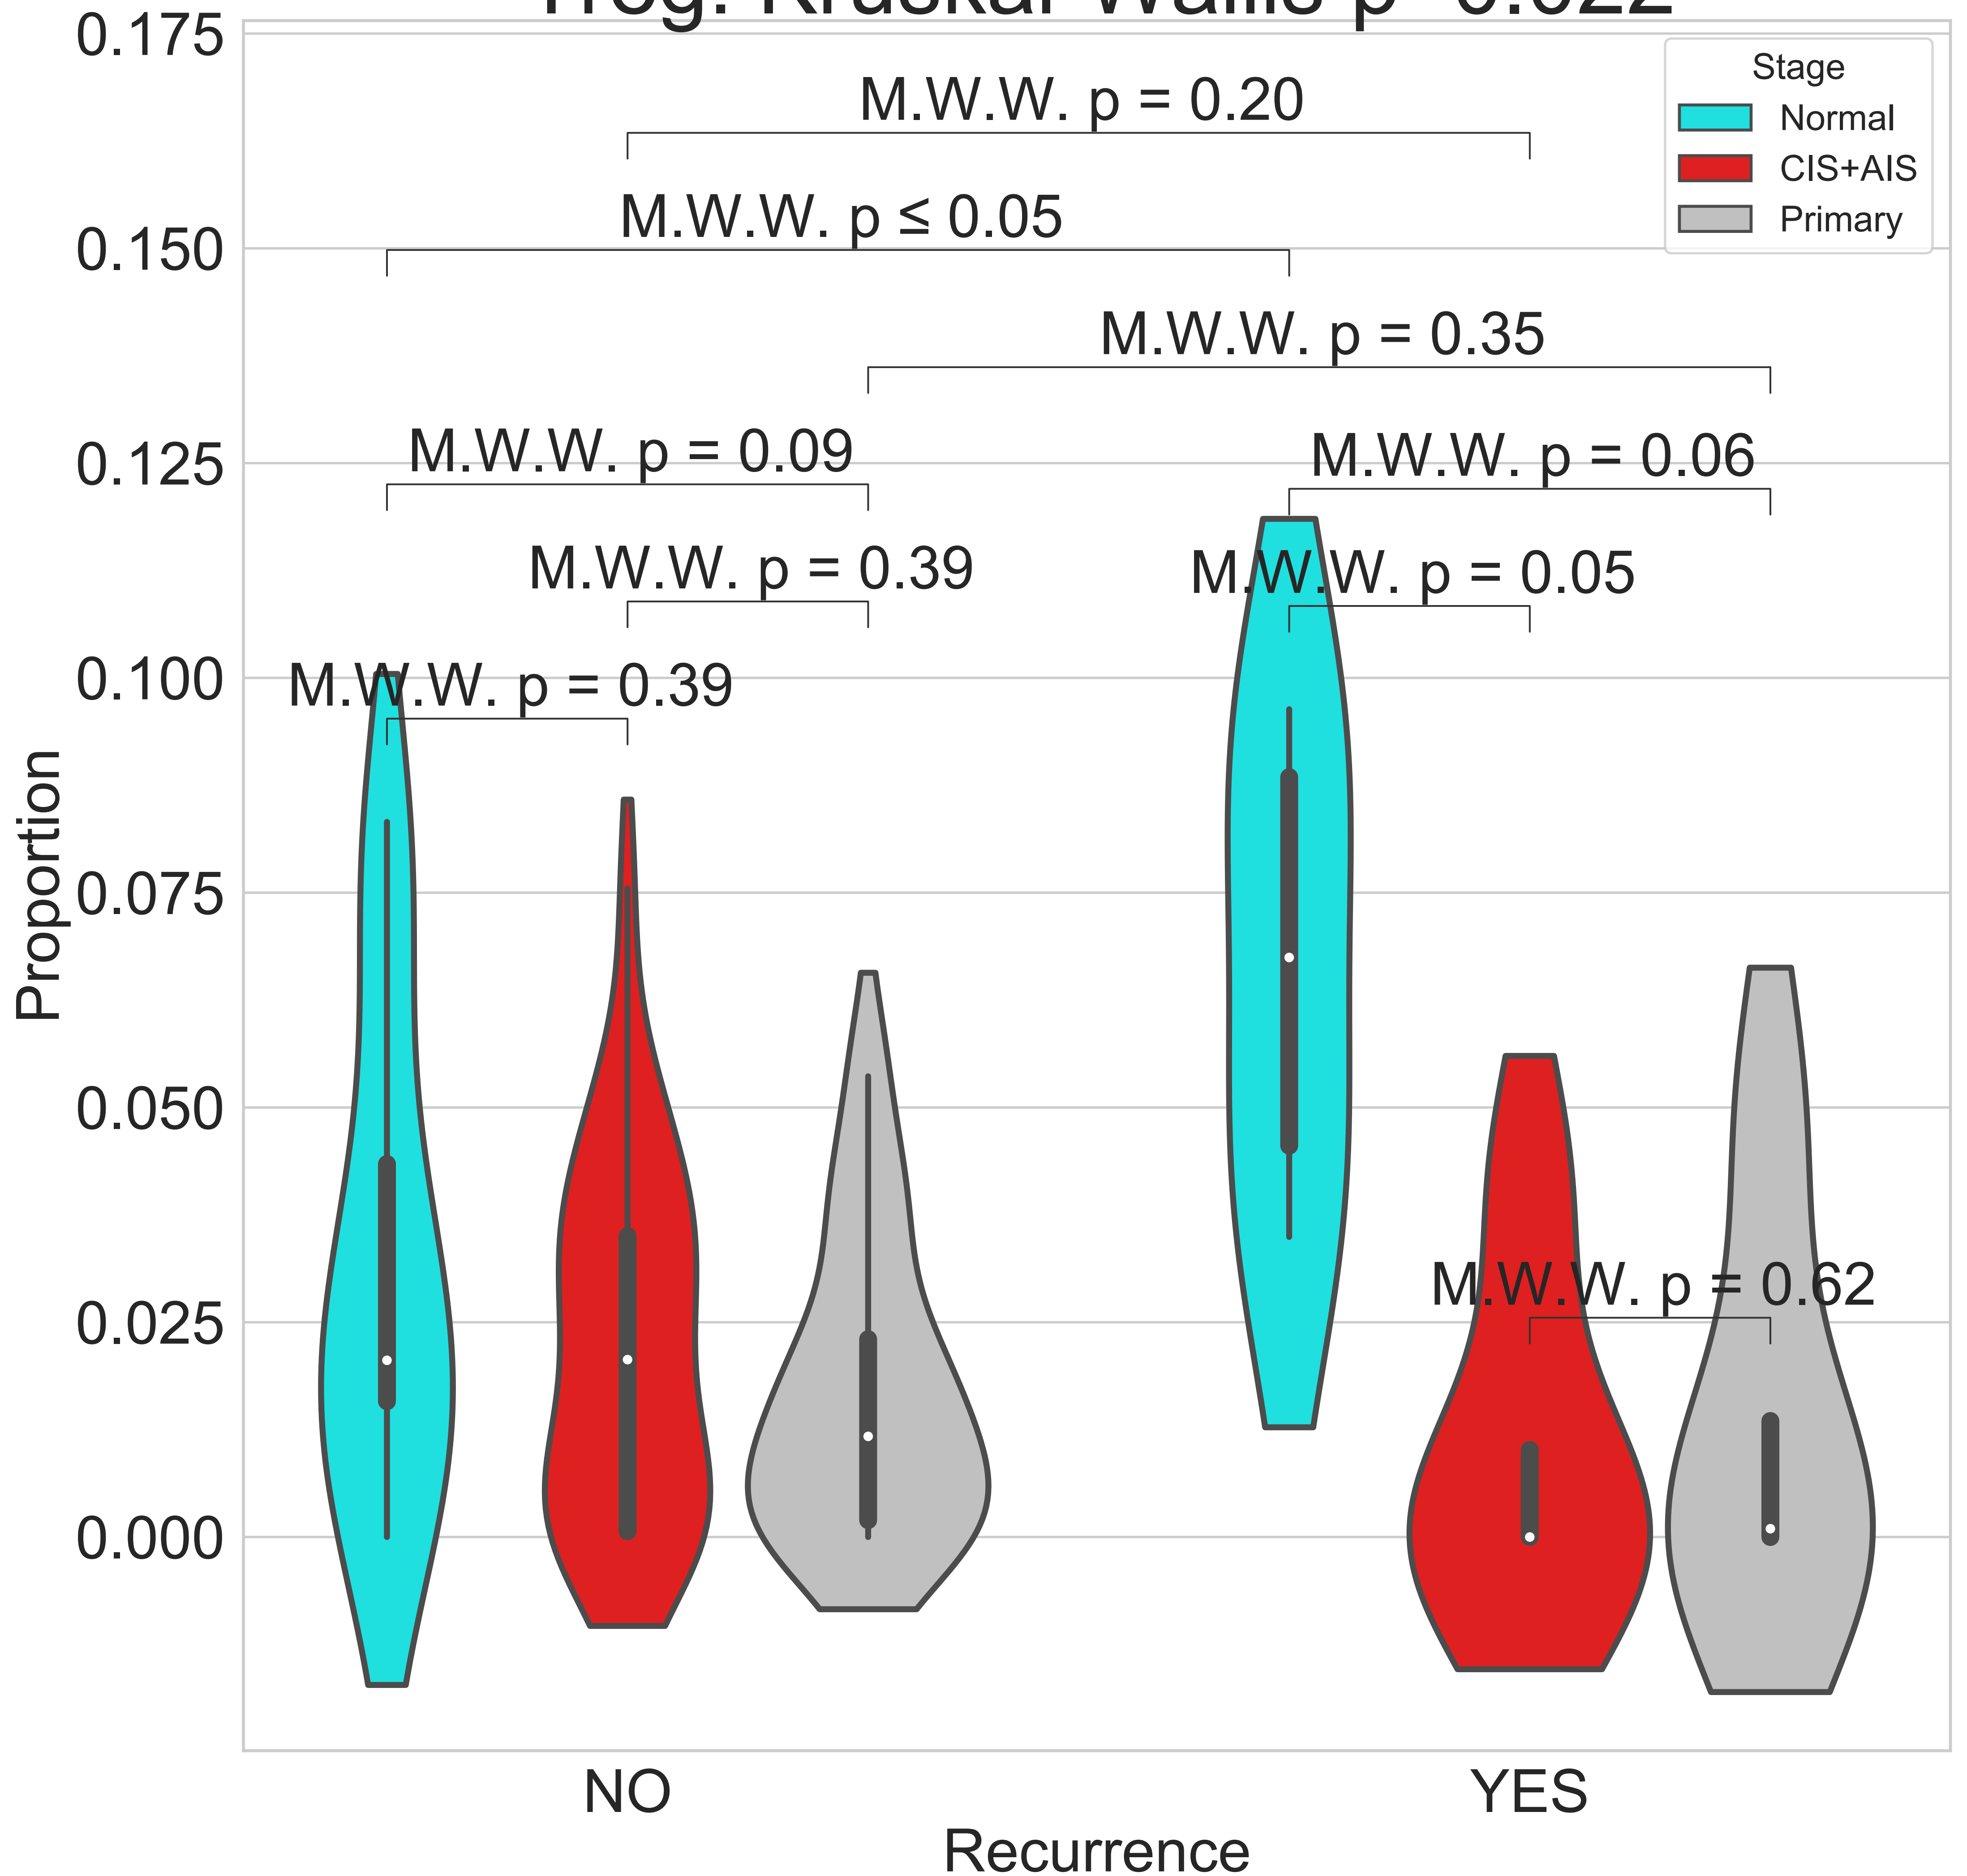 Kruskal Wallis p
0.175
0.150
0.125
0.100
0.075
0.050
0.025
0.000
Proportion
M.W.W. p = 0.20
M.W.W. p ≤ 0.05
M.W.W. p = 0.35
M.W.W. p = 0.09
M.W.W. p = 0.06
M.W.W. p = 0.39
M.W.W. p = 0.05
M.W.W. p = 0.39
M.W.W. p = 0.62
Stage
Normal
CIS+AIS
Primary
NO
YES
Recurrence